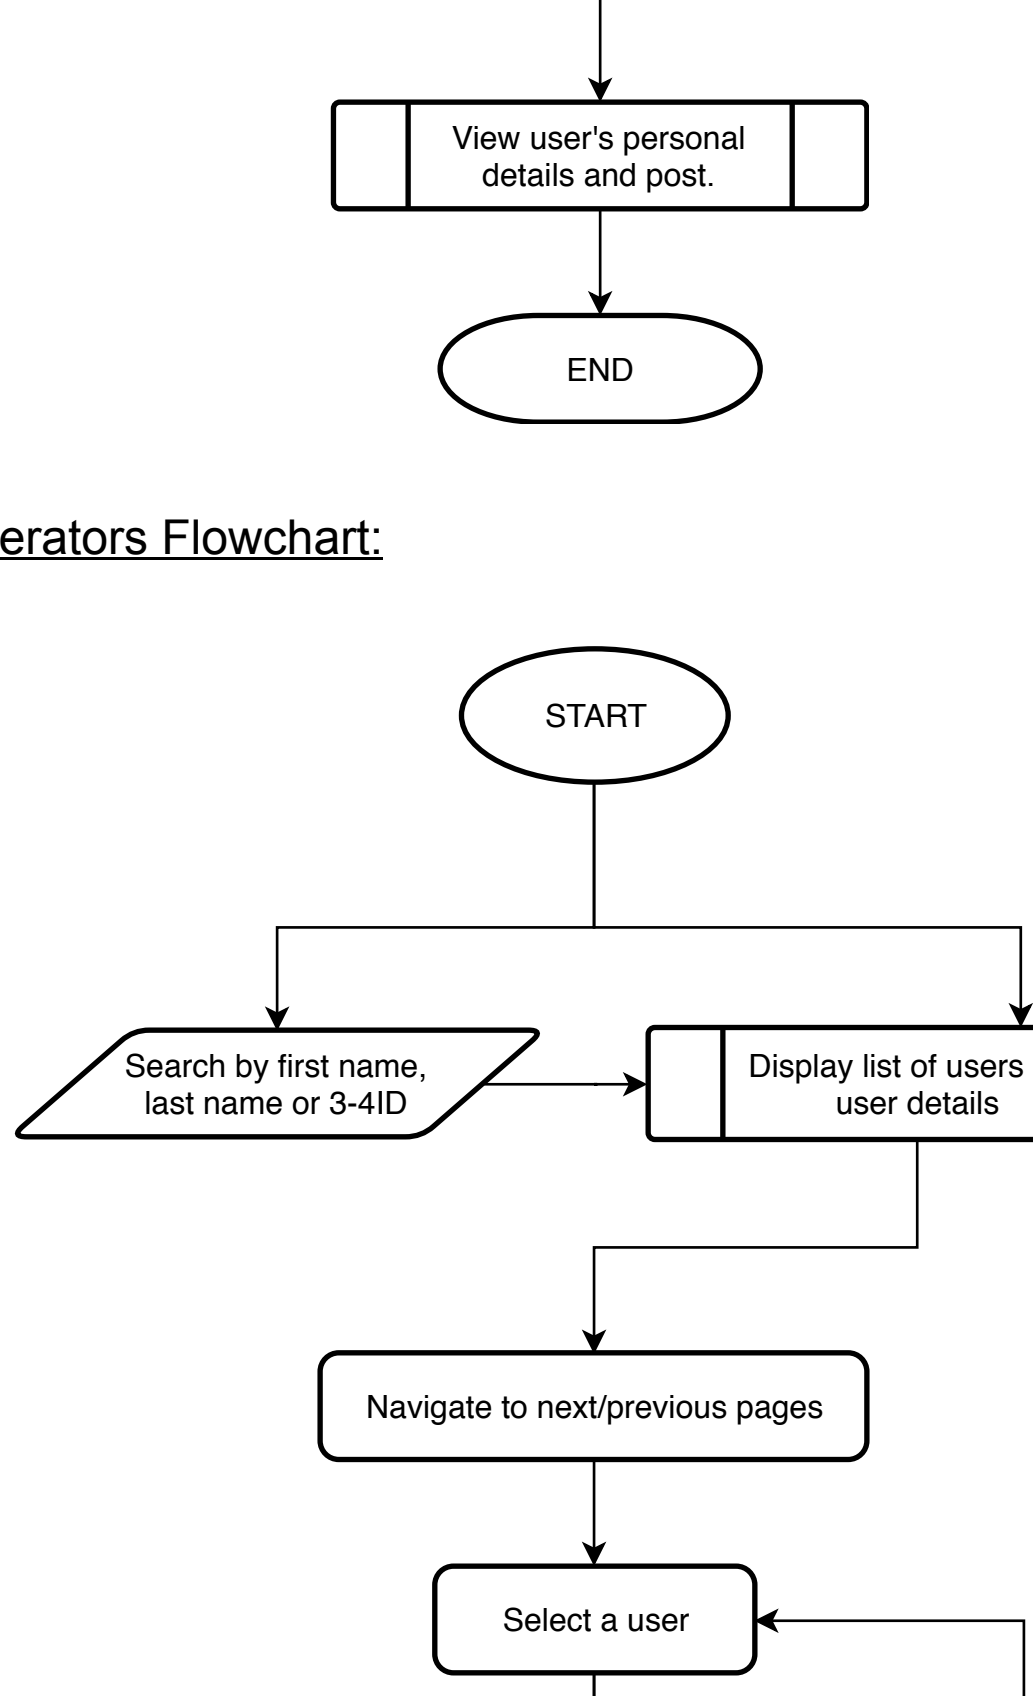 View user's personal
details and post.
END
erators Flowchart:
START
Search by first name,
last name or 3-4ID
Display list of users
user details
Navigate to next/previous pages
Select a user